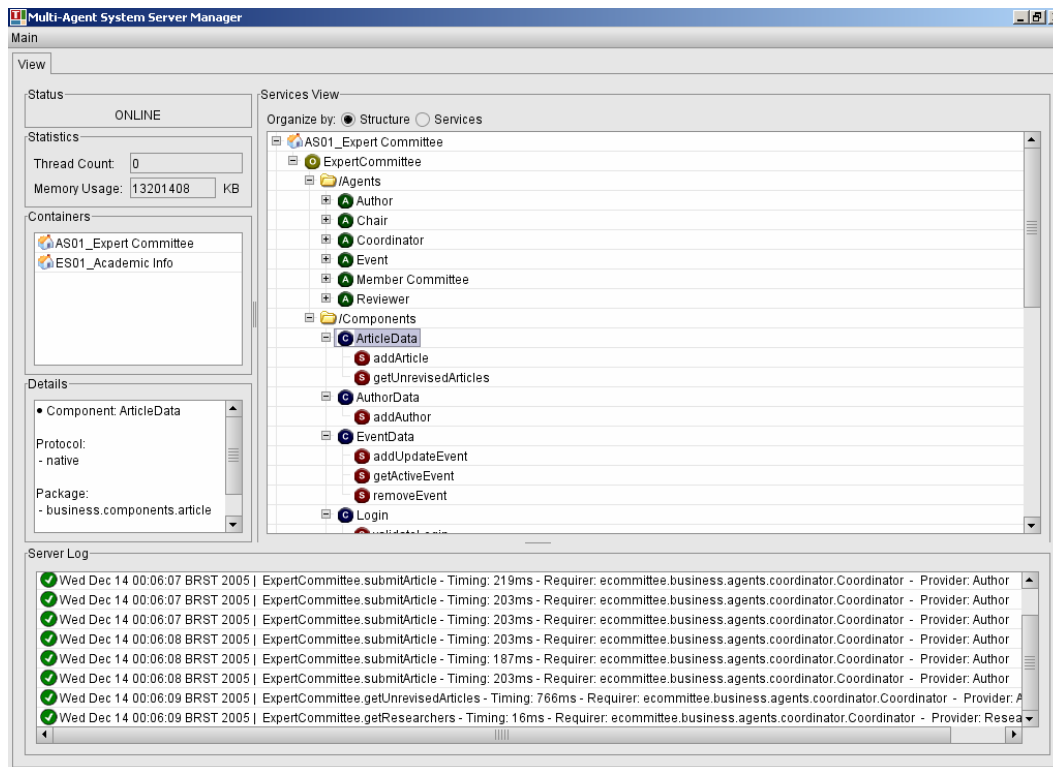 Multi-Agent System Server Manager
Main
View
Status
ONLINE
Statistics
Thread Count: 0
Memory Usage: 13201408 KB
Containers
AS01_Expert Committee
ES01_Academic Info
Details
• Component: ArticleData
Protocol:
- native
Package:
- business.components.article
Services View
Organize by: Structure Services
AS01_Expert Committee
O ExpertCommittee
/Agents
A Author
A Chair
A Coordinator
A Event
A Member Committee
A Reviewer
/Components
C ArticleData
S addArticle
S getUnrevisedArticles
C AuthorData
S addAuthor
C EventData
S addUpdateEvent
S getActiveEvent
S removeEvent
C Login
S validateLogin
Server Log
Wed Dec 14 00:06:07 BRST 2005 | ExpertCommittee.submitArticle - Timing: 219ms - Requirer: ecommittee.business.agents.coordinator.Coordinator - Provider: Author
Wed Dec 14 00:06:07 BRST 2005 | ExpertCommittee.submitArticle - Timing: 203ms - Requirer: ecommittee.business.agents.coordinator.Coordinator - Provider: Author
Wed Dec 14 00:06:07 BRST 2005 | ExpertCommittee.submitArticle - Timing: 203ms - Requirer: ecommittee.business.agents.coordinator.Coordinator - Provider: Author
Wed Dec 14 00:06:08 BRST 2005 | ExpertCommittee.submitArticle - Timing: 203ms - Requirer: ecommittee.business.agents.coordinator.Coordinator - Provider: Author
Wed Dec 14 00:06:08 BRST 2005 | ExpertCommittee.submitArticle - Timing: 187ms - Requirer: ecommittee.business.agents.coordinator.Coordinator - Provider: Author
Wed Dec 14 00:06:08 BRST 2005 | ExpertCommittee.submitArticle - Timing: 203ms - Requirer: ecommittee.business.agents.coordinator.Coordinator - Provider: Author
Wed Dec 14 00:06:09 BRST 2005 | ExpertCommittee.getUnrevisedArticles - Timing: 766ms - Requirer: ecommittee.business.agents.coordinator.Coordinator - Provider: A
Wed Dec 14 00:06:09 BRST 2005 | ExpertCommittee.getResearchers - Timing: 16ms - Requirer: ecommittee.business.agents.coordinator.Coordinator - Provider: Resea